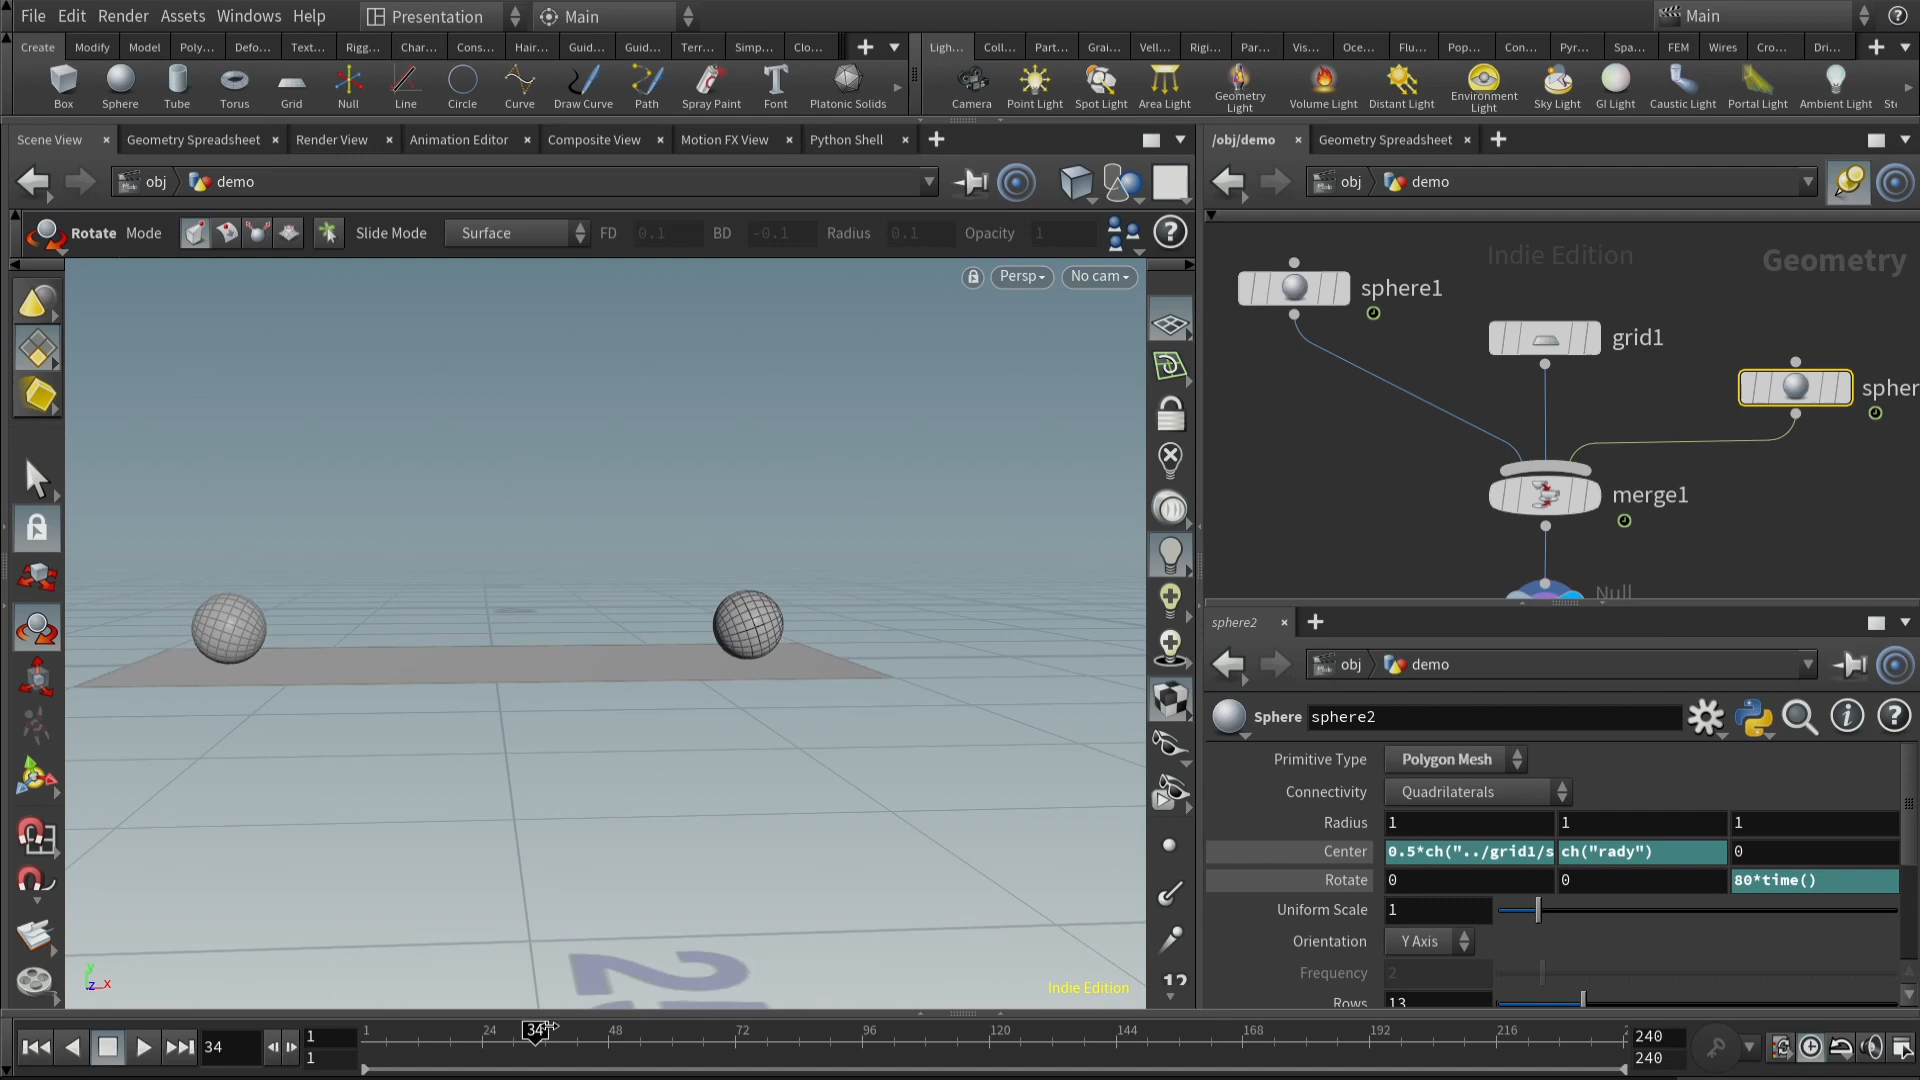 File Edit Render Assets Windows Help Presentation Main Main
Create Modify Model Poly... Defo... Text... Rigg... Char... Cons... Hair... Guid... Guid... Terr... Simp... Clo...
Ligh... Coll... Part... Grai... Vell... Rigi... Par... Vis... Oce... Flu... Pop... Con... Pyr... Spa... FEM Wires Cro... Dri...
Box Sphere Tube Torus Grid Null Line Circle Curve Draw Curve Path Spray Paint Font Platonic Solids
Camera Point Light Spot Light Area Light Geometry Light Volume Light Distant Light Environment Light Sky Light GI Light Caustic Light Portal Light Ambient Light St
Scene View Geometry Spreadsheet Render View Animation Editor Composite View Motion FX View Python Shell
/obj/demo Geometry Spreadsheet
obj demo
obj demo
Rotate Mode Slide Mode Surface FD 0.1 BD -0.1 Radius 0.1 Opacity 1
Persp No cam
Indie Edition Geometry
sphere1
grid1
spher
merge1
Null
12
Indie Edition
y
z x
sphere2
obj demo
Sphere sphere2
Primitive Type Polygon Mesh
Connectivity Quadrilaterals
Radius 1 1 1
Center 0.5*ch("../grid1/s ch("rady") 0
Rotate 0 0 80*time()
Uniform Scale 1
Orientation Y Axis
Frequency 2
Rows 13
34 1 1 24 34 48 72 96 120 144 168 192 216 240
1 240